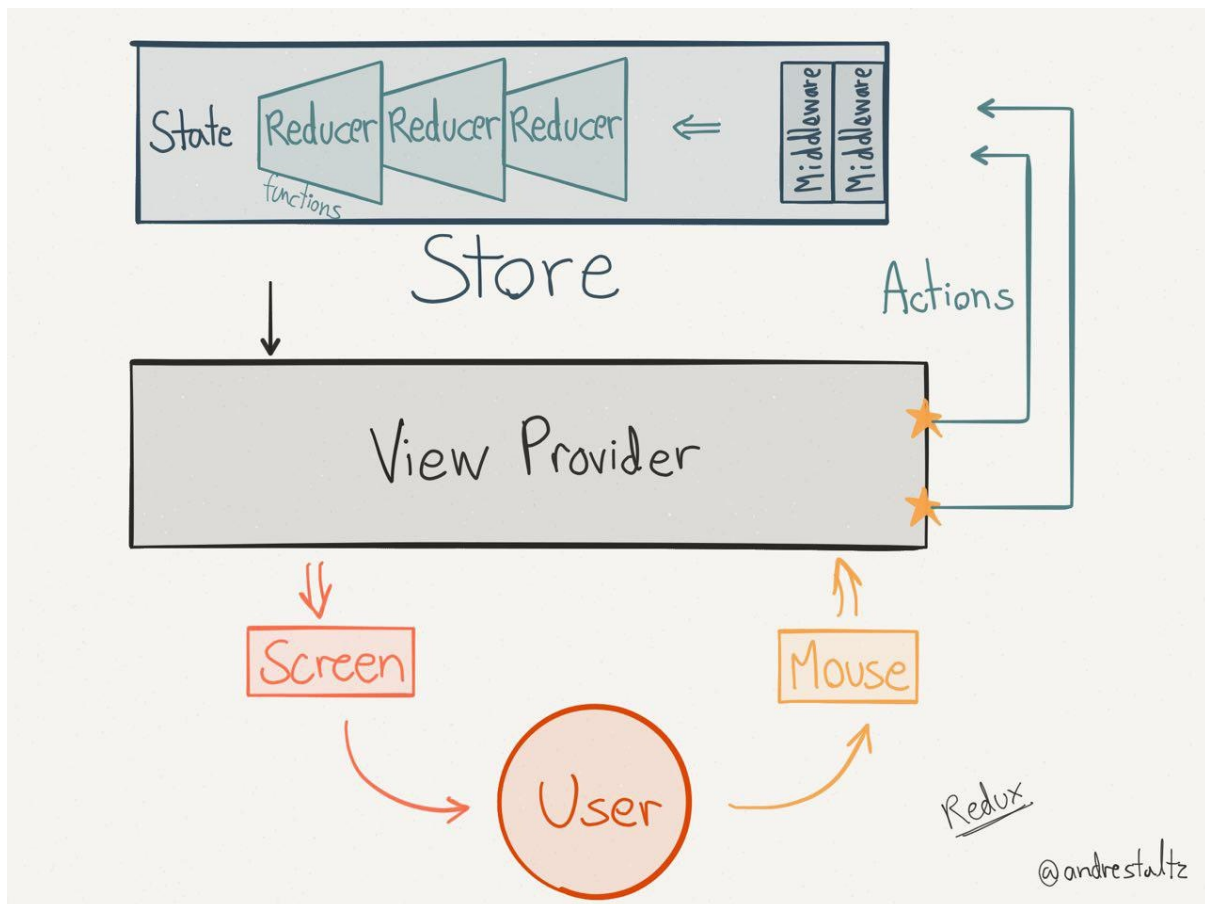 State
Reducer
Reducer
Reducer
functions
Middleware
Middleware
Store
Actions
View Provider
Screen
Mouse
User
Redux
@andrestaltz